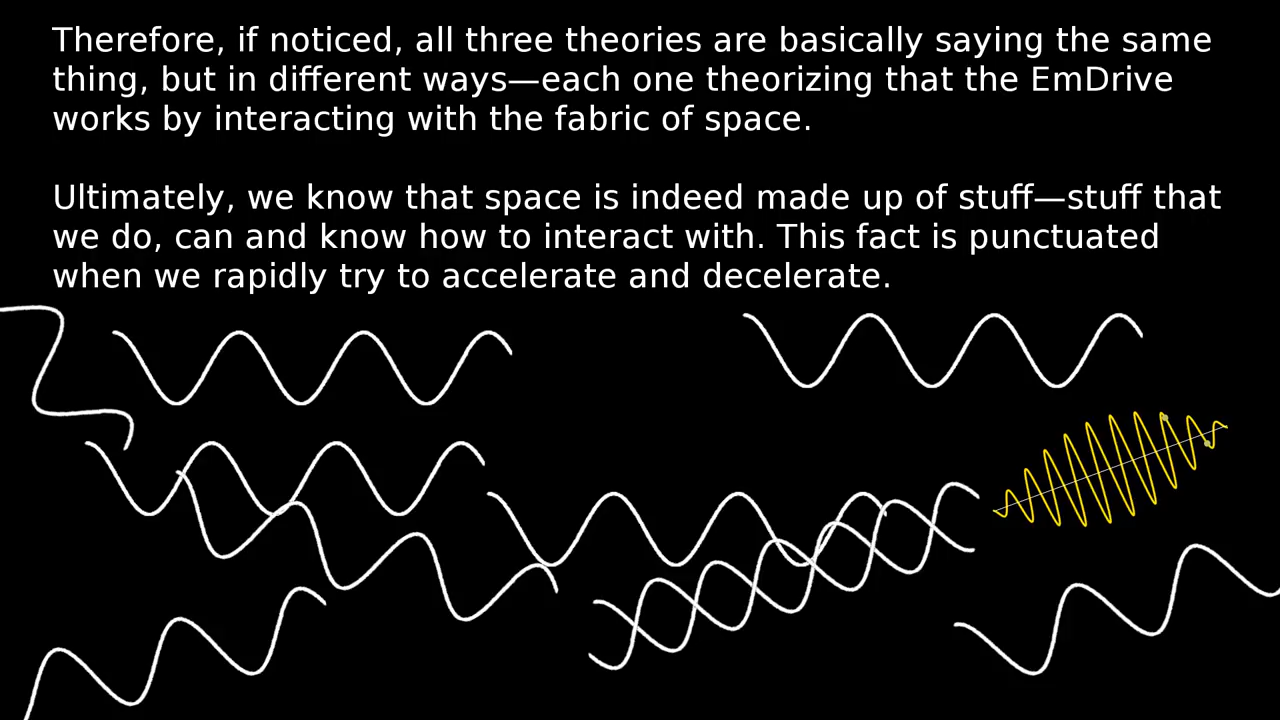 Therefore, if noticed, all three theories are basically saying the same
thing, but in different ways—each one theorizing that the EmDrive
works by interacting with the fabric of space.
Ultimately, we know that space is indeed made up of stuff—stuff that
we do, can and know how to interact with. This fact is punctuated
when we rapidly try to accelerate and decelerate.